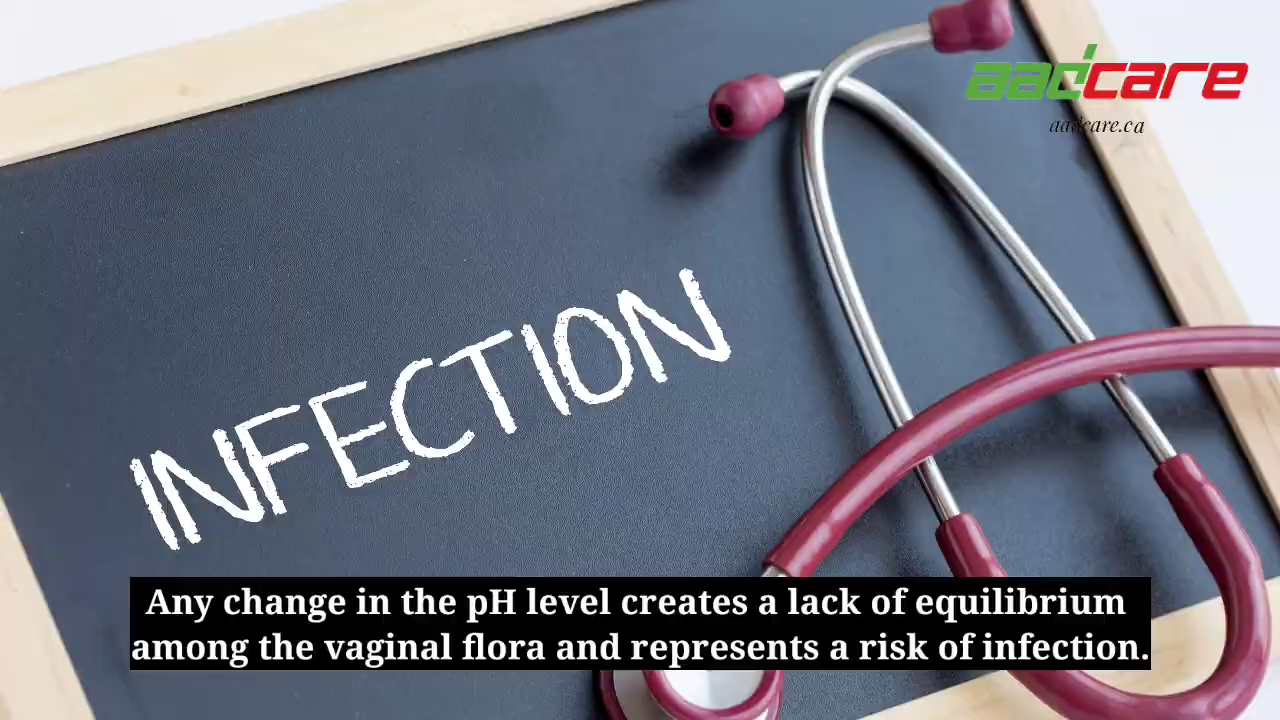 aadcare
aadcare.ca
INFECTION
Any change in the pH level creates a lack of equilibrium
among the vaginal flora and represents a risk of infection.